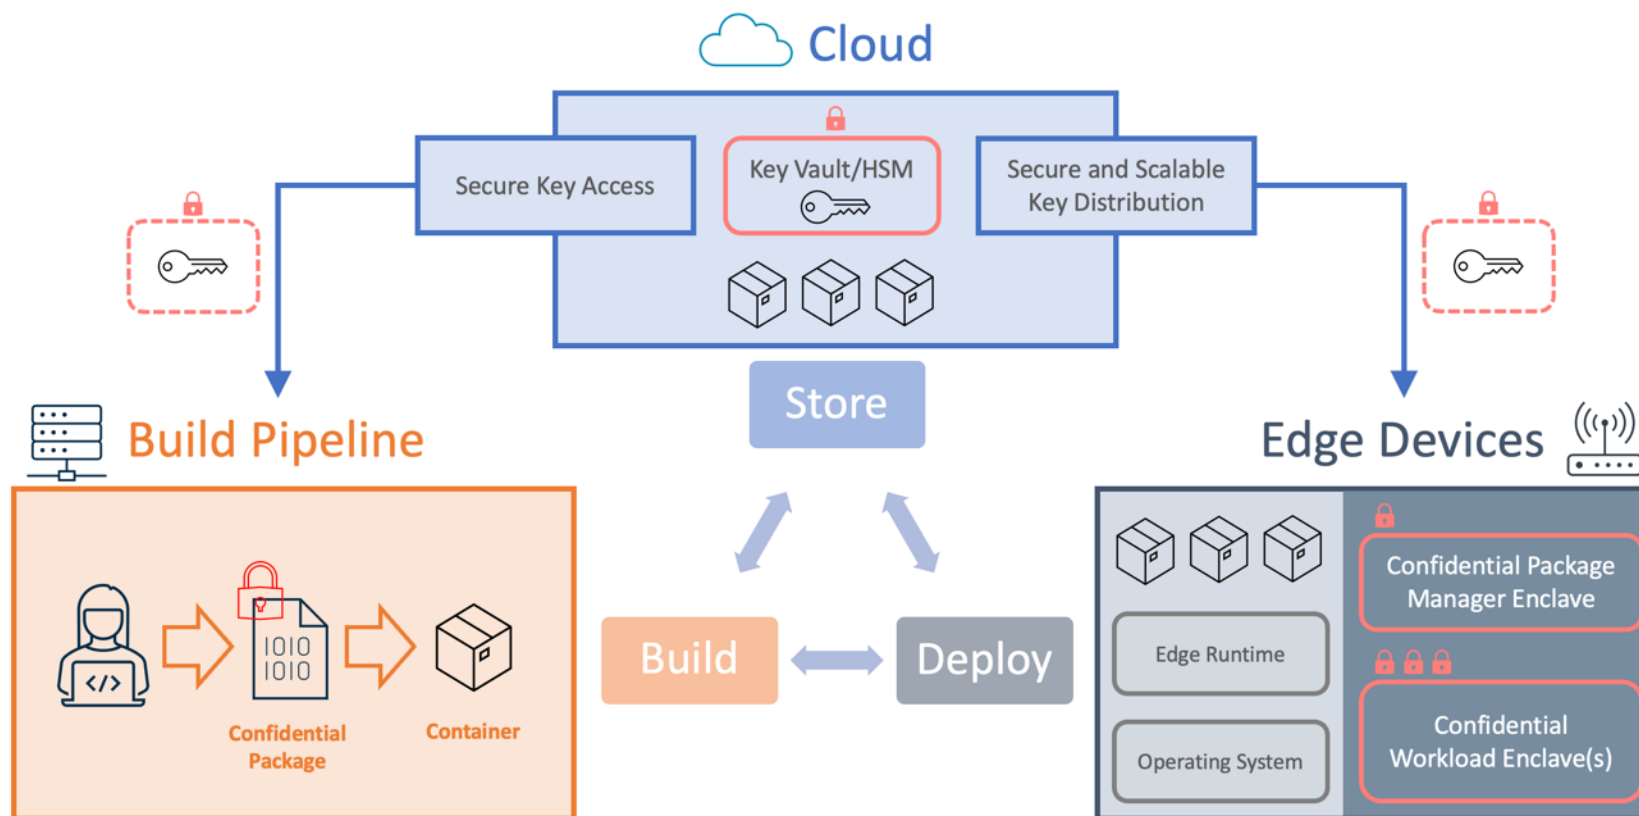 Cloud
Secure Key Access
Key Vault/HSM
Secure and Scalable
Key Distribution
Store
Build Pipeline
Edge Devices
1010
1010
</>
Confidential
Package
Container
Build
Deploy
Edge Runtime
Operating System
Confidential Package
Manager Enclave
Confidential
Workload Enclave(s)